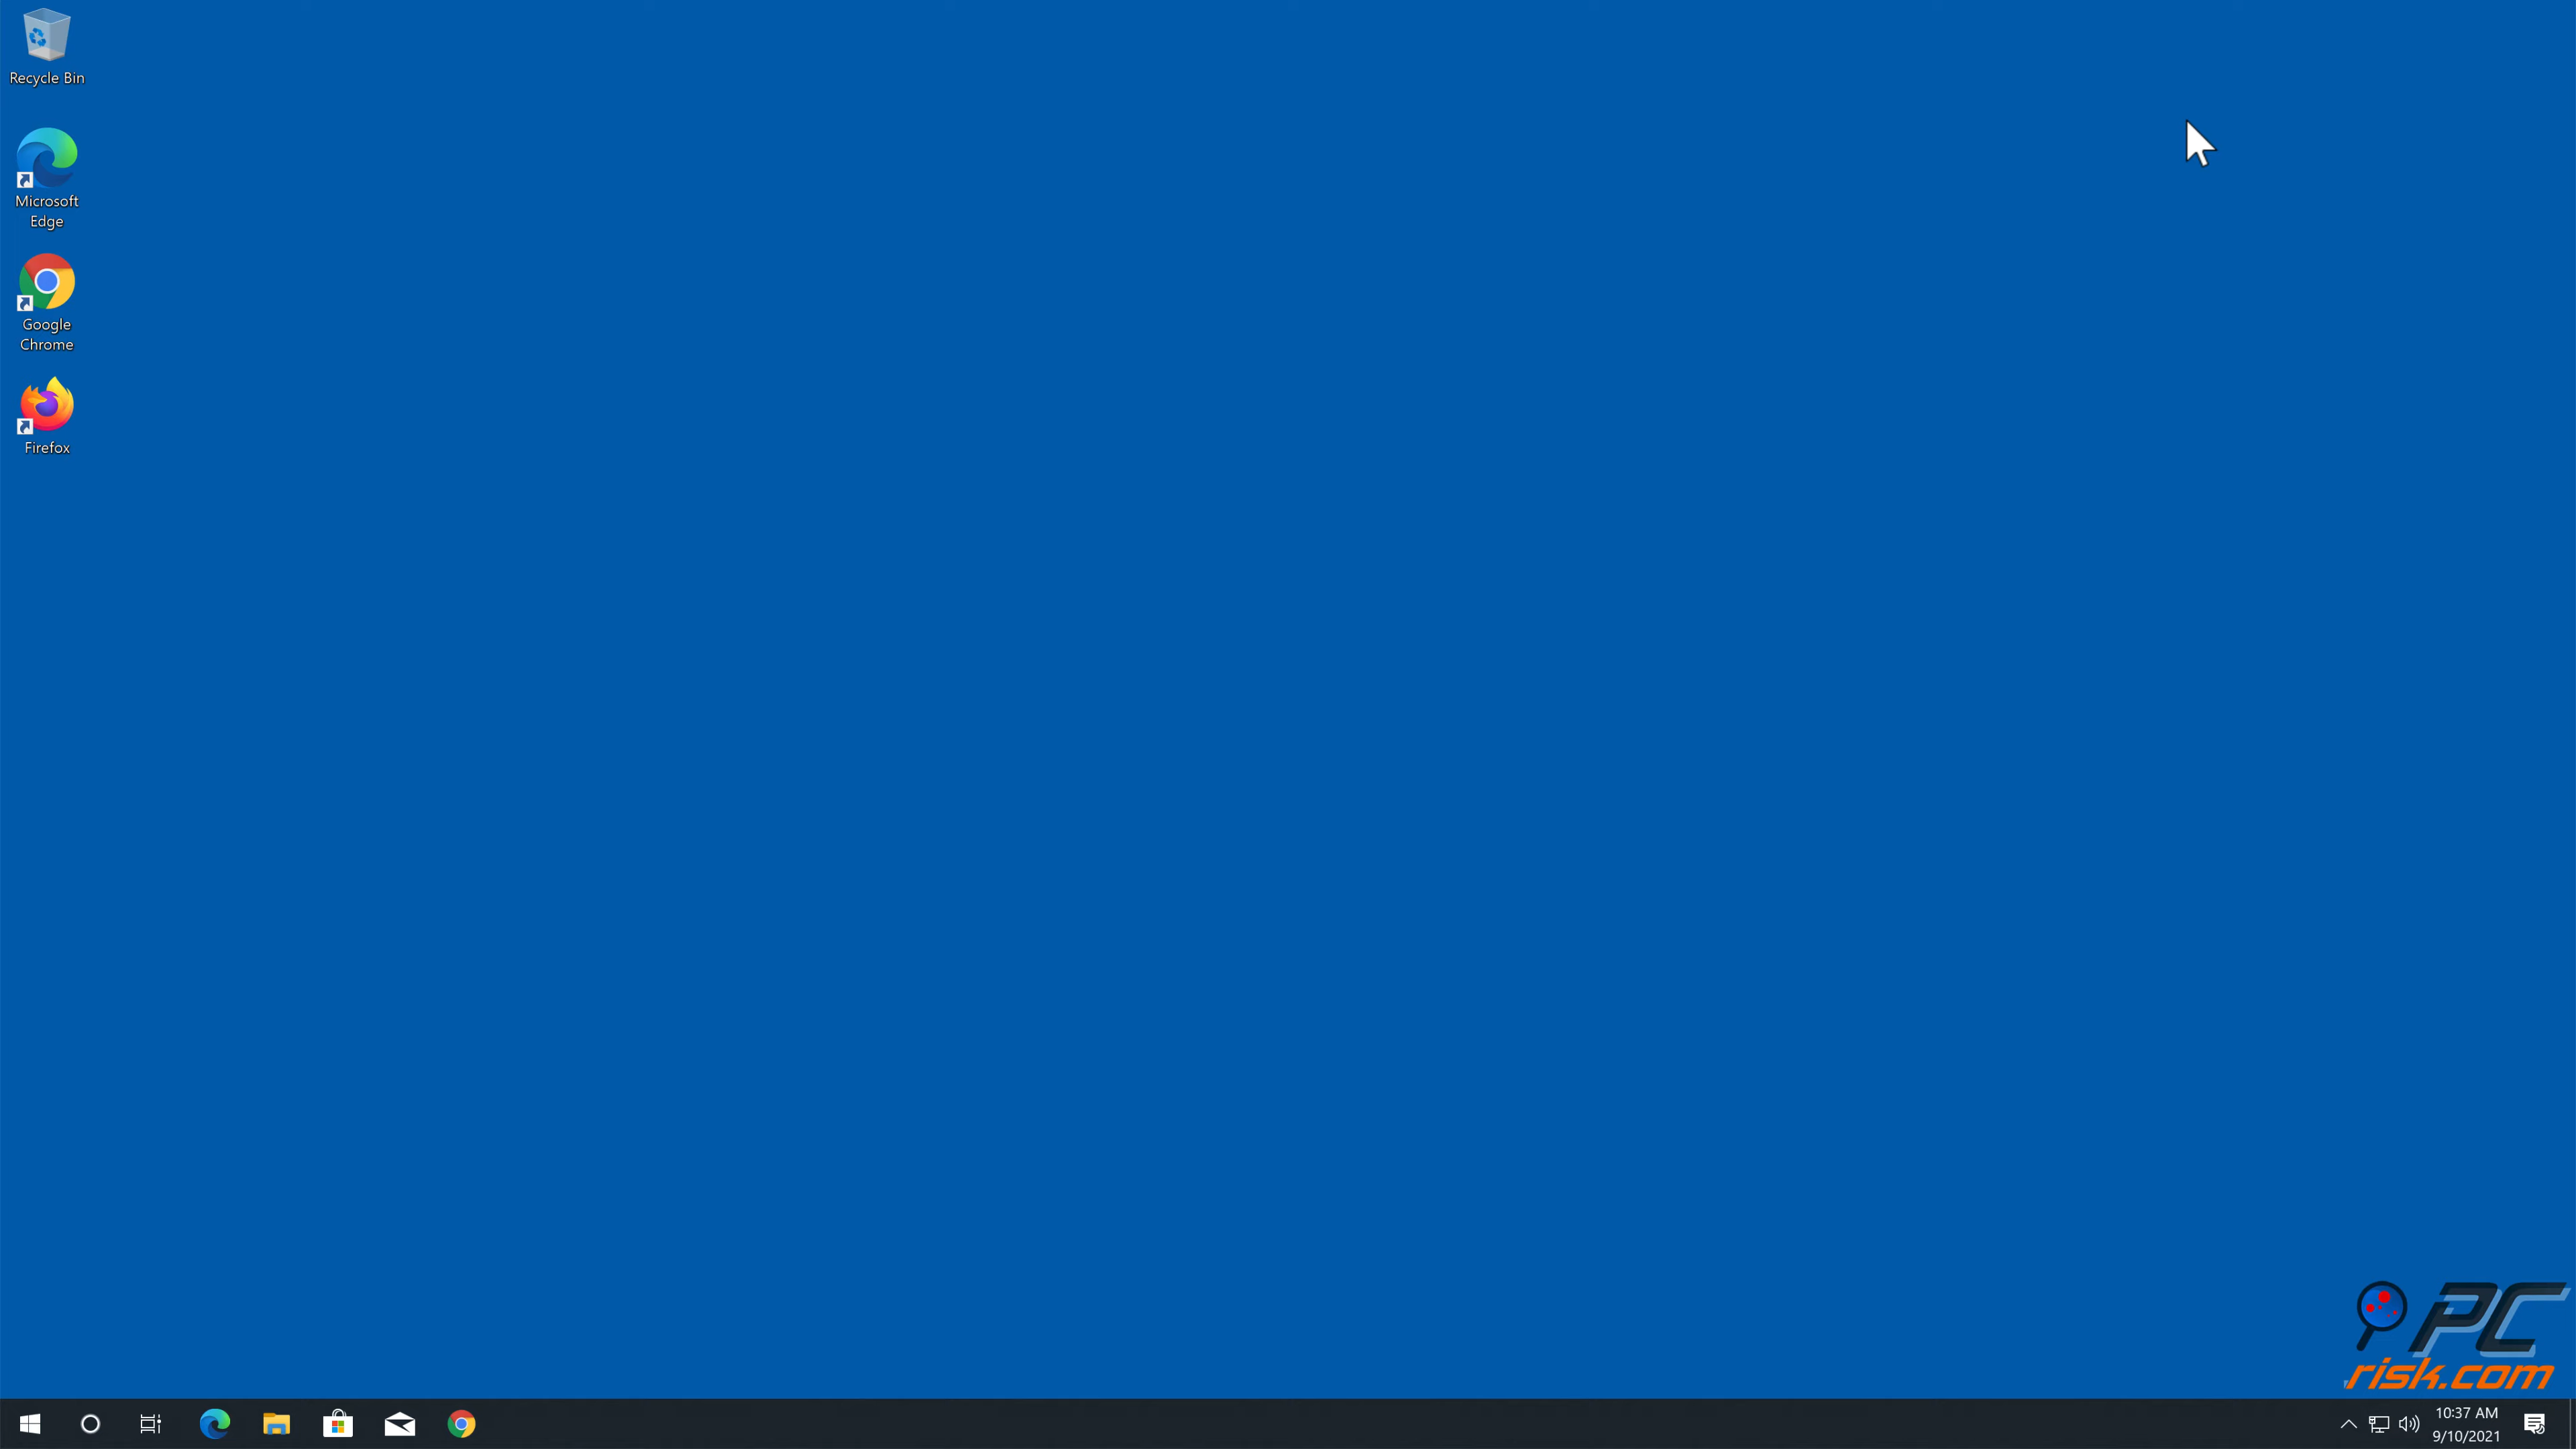 Recycle Bin
Microsoft
Edge
Google
Chrome
Firefox
PC
risk.com
10:37 AM
9/10/2021